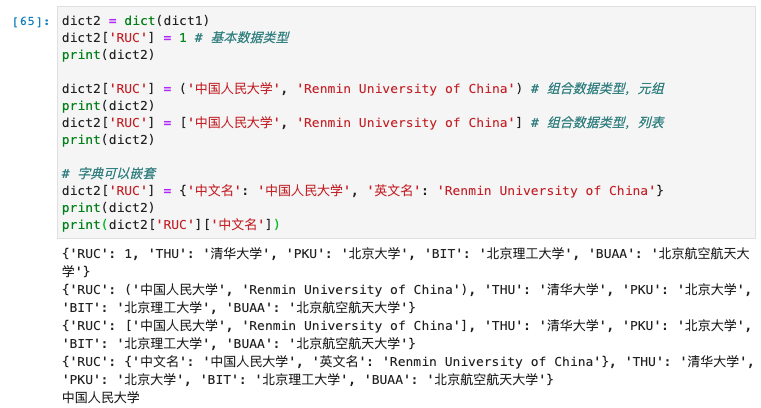 [65]: dict2 = dict(dict1)
dict2['RUC'] = 1 # 基本数据类型
print(dict2)
dict2['RUC'] = ('中国人民大学', 'Renmin University of China') # 组合数据类型，元组
print(dict2)
dict2['RUC'] = ['中国人民大学', 'Renmin University of China'] # 组合数据类型，列表
print(dict2)
# 字典可以嵌套
dict2['RUC'] = {'中文名': '中国人民大学', '英文名': 'Renmin University of China'}
print(dict2)
print(dict2['RUC']['中文名'])
{'RUC': 1, 'THU': '清华大学', 'PKU': '北京大学', 'BIT': '北京理工大学', 'BUAA': '北京航空航天大
学'}
{'RUC': ('中国人民大学', 'Renmin University of China'), 'THU': '清华大学', 'PKU': '北京大学',
'BIT': '北京理工大学', 'BUAA': '北京航空航天大学'}
{'RUC': ['中国人民大学', 'Renmin University of China'], 'THU': '清华大学', 'PKU': '北京大学',
'BIT': '北京理工大学', 'BUAA': '北京航空航天大学'}
{'RUC': {'中文名': '中国人民大学', '英文名': 'Renmin University of China'}, 'THU': '清华大学',
'PKU': '北京大学', 'BIT': '北京理工大学', 'BUAA': '北京航空航天大学'}
中国人民大学